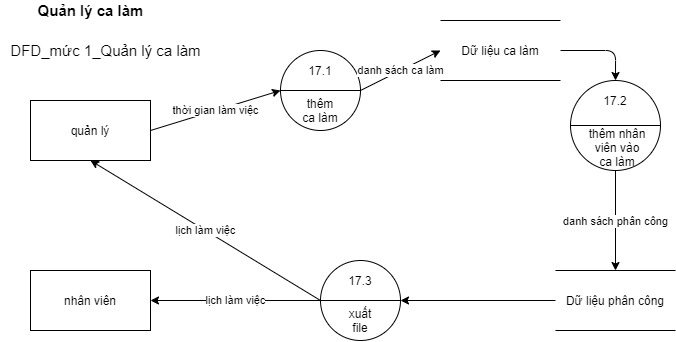 Quản lý ca làm
DFD_mức 1_Quản lý ca làm
17.1
thêm
ca làm
danh sách ca làm
Dữ liệu ca làm
17.2
thêm nhân
viên vào
ca làm
thời gian làm việc
quản lý
danh sách phân công
lịch làm việc
17.3
xuất
file
lịch làm việc
nhân viên
Dữ liệu phân công